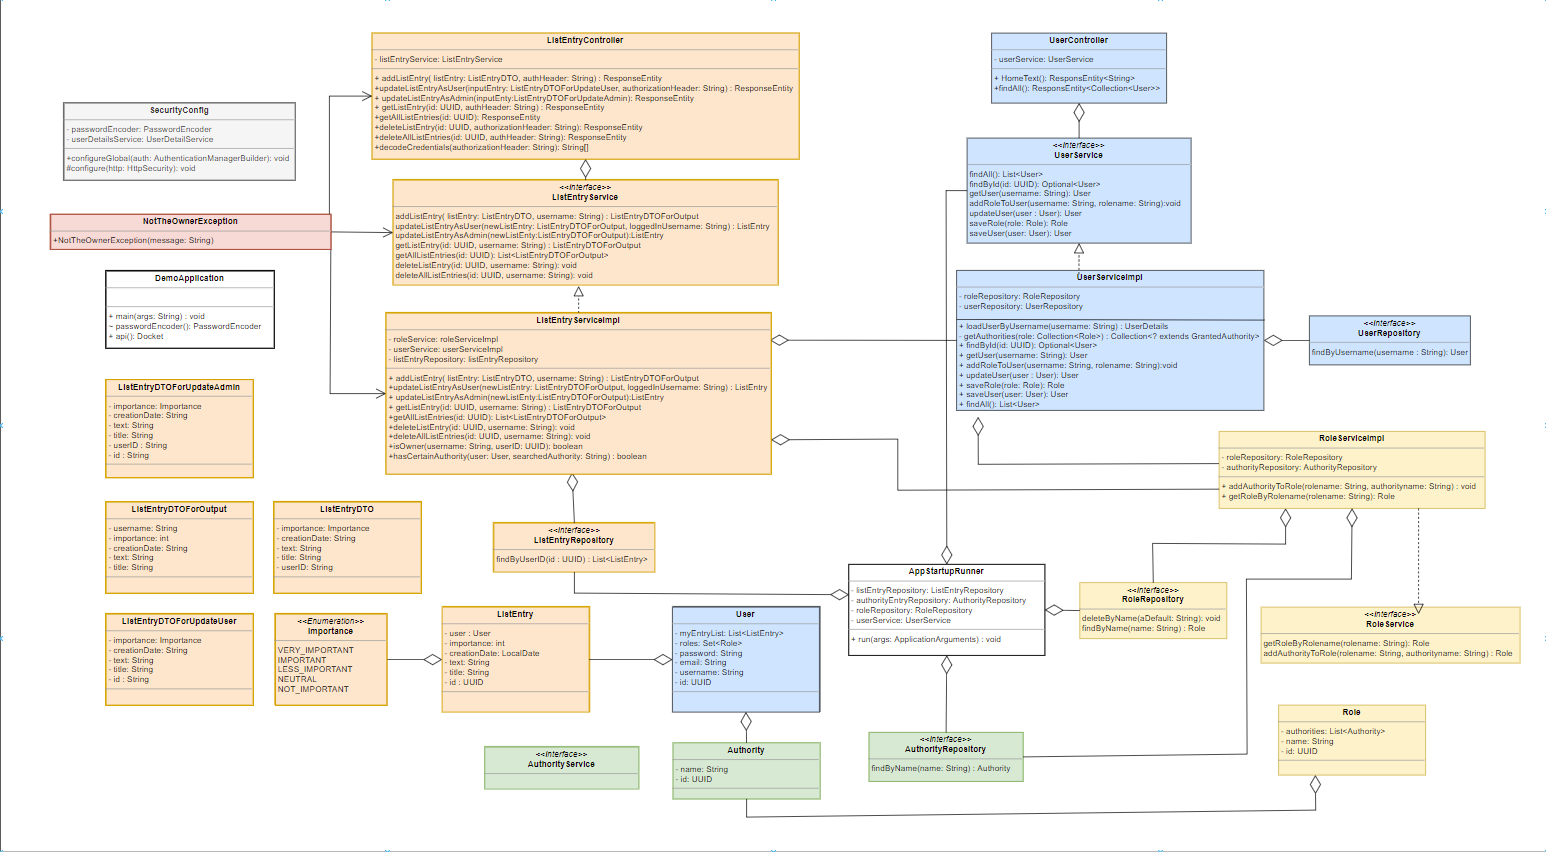 ListEntryController
- listEntryService: ListEntryService
+ addListEntry( listEntry: ListEntryDTO, authHeader: String) : ResponseEntity
+updateListEntryAsUser(inputEntry: ListEntryDTOForUpdateUser, authorizationHeader: String) : ResponseEntity
+ updateListEntryAsAdmin(inputEnty:ListEntryDTOForUpdateAdmin): ResponseEntity
+ getListEntry(id: UUID, authHeader: String) : ResponseEntity
+getAllListEntries(id: UUID): ResponseEntity
+deleteListEntry(id: UUID, authorizationHeader: String): ResponseEntity
+deleteAllListEntries(id: UUID, authHeader: String): ResponseEntity
+decodeCredentials(authorizationHeader: String): String[]
UserController
- userService: UserService
+ HomeText(): ResponsEntity<String>
+findAll(): ResponsEntity<Collection<User>>
SecurityConfig
- passwordEncoder: PasswordEncoder
- userDetailsService: UserDetailService
+configureGlobal(auth: AuthenticationManagerBuilder): void
#configure(http: HttpSecurity): void
<<Interface>>
UserService
findAll(): List<User>
findById(id: UUID): Optional<User>
getUser(username: String): User
addRoleToUser(username: String, rolename: String):void
updateUser(user : User): User
saveRole(role: Role): Role
saveUser(user: User): User
<<Interface>>
ListEntryService
addListEntry( listEntry: ListEntryDTO, username: String) : ListEntryDTOForOutput
updateListEntryAsUser(newListEntry: ListEntryDTOForOutput, loggedInUsername: String) : ListEntry
updateListEntryAsAdmin(newListEnty:ListEntryDTOForOutput):ListEntry
getListEntry(id: UUID, username: String) : ListEntryDTOForOutput
getAllListEntries(id: UUID): List<ListEntryDTOForOutput>
deleteListEntry(id: UUID, username: String): void
deleteAllListEntries(id: UUID, username: String): void
NotTheOwnerException
+NotTheOwnerException(message: String)
DemoApplication
+ main(args: String) : void
~ passwordEncoder(): PasswordEncoder
+ api(): Docket
UserServiceImpl
- roleRepository: RoleRepository
- userRepository: UserRepository
+ loadUserByUsername(username: String) : UserDetails
- getAuthorities(role: Collection<Role>) : Collection<? extends GrantedAuthority>
+ findById(id: UUID): Optional<User>
+ getUser(username: String): User
+ addRoleToUser(username: String, rolename: String):void
+ updateUser(user : User): User
+ saveRole(role: Role): Role
+ saveUser(user: User): User
+ findAll(): List<User>
<<Interface>>
UserRepository
findByUsername(username : String): User
ListEntryServiceImpl
- roleService: roleServiceImpl
- userService: userServiceImpl
- listEntryRepository: listEntryRepository
+ addListEntry( listEntry: ListEntryDTO, username: String) : ListEntryDTOForOutput
+updateListEntryAsUser(newListEntry: ListEntryDTOForOutput, loggedInUsername: String) : ListEntry
+ updateListEntryAsAdmin(newListEnty:ListEntryDTOForOutput):ListEntry
+ getListEntry(id: UUID, username: String) : ListEntryDTOForOutput
+getAllListEntries(id: UUID): List<ListEntryDTOForOutput>
+deleteListEntry(id: UUID, username: String): void
+deleteAllListEntries(id: UUID, username: String): void
+isOwner(username: String, userID: UUID): boolean
+hasCertainAuthority(user: User, searchedAuthority: String) : boolean
ListEntryDTOForUpdateAdmin
- importance: Importance
- creationDate: String
- text: String
- title: String
- userID : String
- id : String
RoleServiceImpl
- roleRepository: RoleRepository
- authorityRepository: AuthorityRepository
+ addAuthorityToRole(rolename: String, authorityname: String) : void
+ getRoleByRolename(rolename: String): Role
ListEntryDTOForOutput
- username: String
- importance: int
- creationDate: String
- text: String
- title: String
ListEntryDTO
- importance: Importance
- creationDate: String
- text: String
- title: String
- userID: String
<<Interface>>
ListEntryRepository
findByUserID(id : UUID) : List<ListEntry>
AppStartupRunner
- listEntryRepository: ListEntryRepository
- authorityEntryRepository: AuthorityRepository
- roleRepository: RoleRepository
- userService: UserService
+ run(args: ApplicationArguments) : void
<<Interface>>
RoleRepository
deleteByName(aDefault: String): void
findByName(name: String) : Role
<<Interface>>
RoleService
getRoleByRolename(rolename: String): Role
addAuthorityToRole(rolename: String, authorityname: String) : Role
ListEntryDTOForUpdateUser
- importance: Importance
- creationDate: String
- text: String
- title: String
- id : String
<<Enumeration>>
Importance
VERY_IMPORTANT
IMPORTANT
LESS_IMPORTANT
NEUTRAL
NOT_IMPORTANT
ListEntry
- user : User
- importance: int
- creationDate: LocalDate
- text: String
- title: String
- id : UUID
User
- myEntryList: List<ListEntry>
- roles: Set<Role>
- password: String
- email: String
- username: String
- id: UUID
<<Interface>>
AuthorityService
Authority
- name: String
- id: UUID
<<Interface>>
AuthorityRepository
findByName(name: String) : Authority
Role
- authorities: List<Authority>
- name: String
- id: UUID